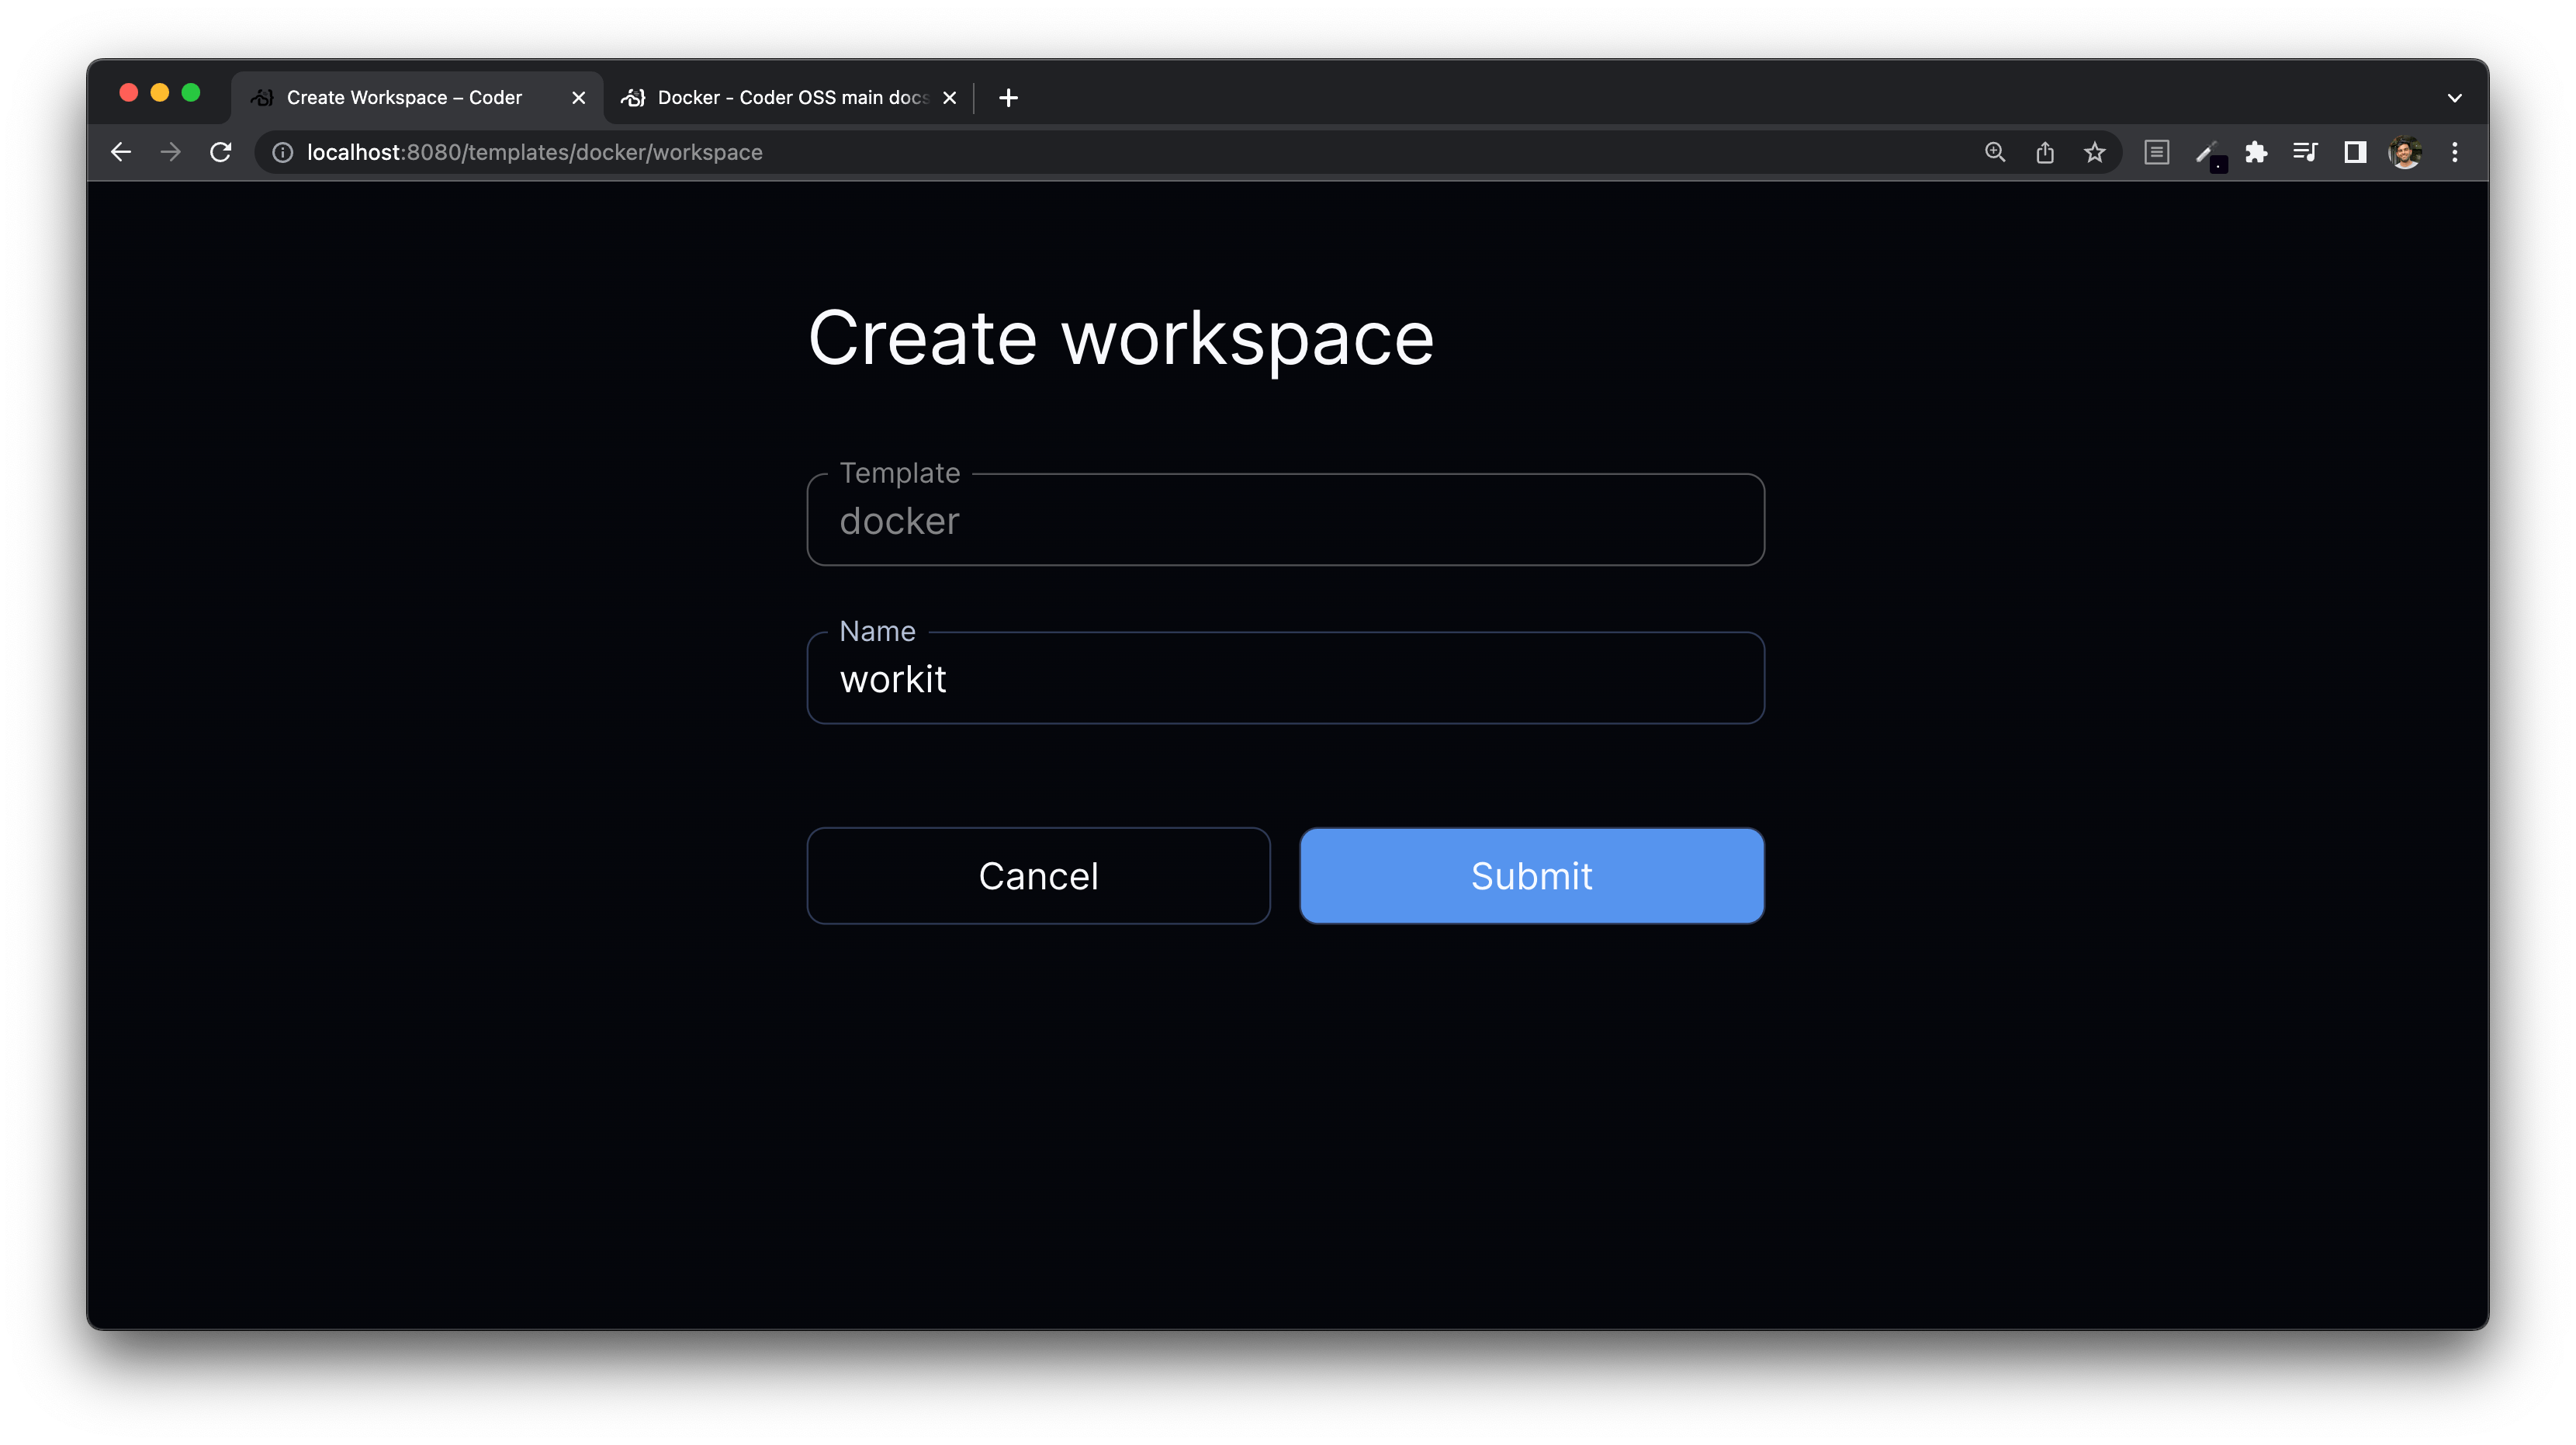 Create Workspace – Coder
Docker - Coder OSS main docs
localhost:8080/templates/docker/workspace
Create workspace
Template
docker
Name
workit
Cancel Submit